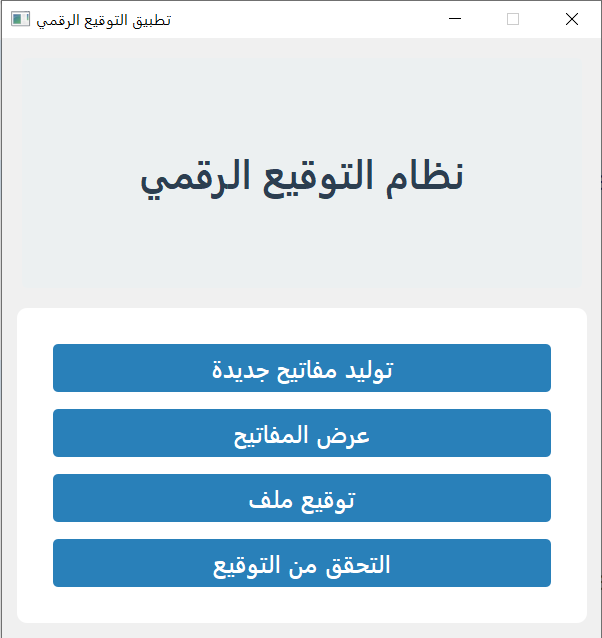 تطبيق التوقيع الرقمي
نظام التوقيع الرقمي
توليد مفاتيح جديدة
عرض المفاتيح
توقيع ملف
التحقق من التوقيع